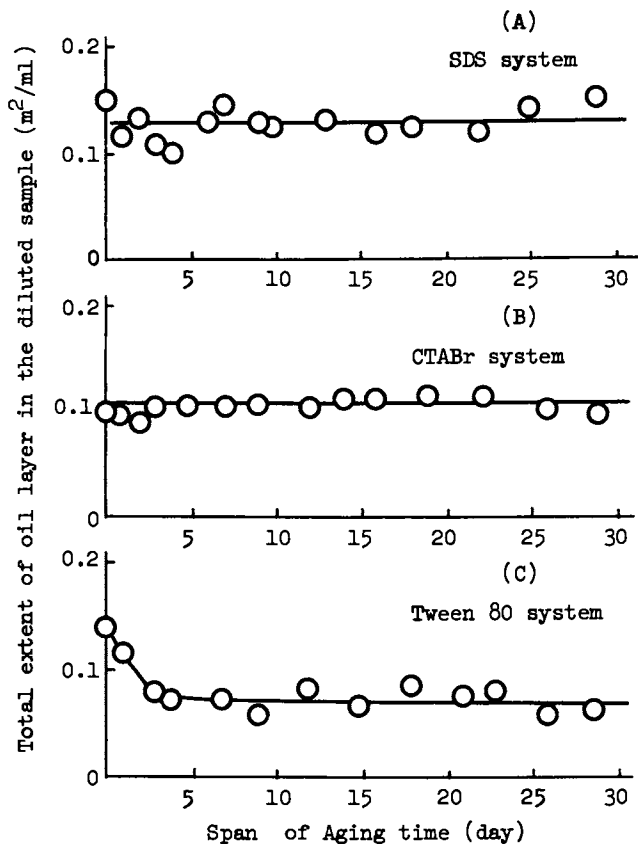 Total extent of oil layer in the diluted sample (m²/ml)
(A)
SDS system
0.2
0.1
0
5 10 15 20 25 30
(B)
CTABr system
0.2
0.1
0
5 10 15 20 25 30
(C)
Tween 80 system
0.2
0.1
0
5 10 15 20 25 30
Span of Aging time (day)